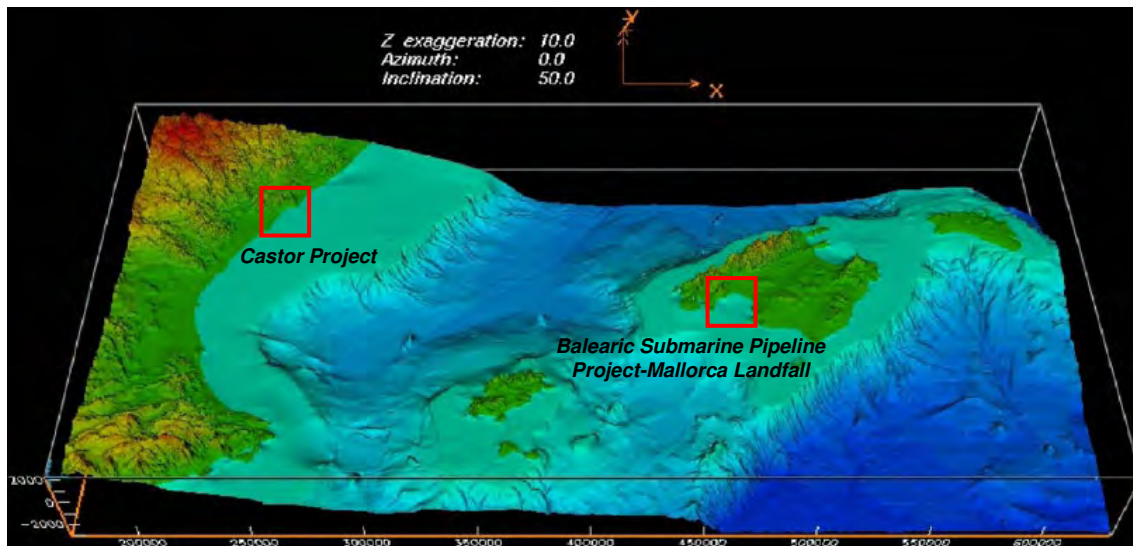 Z exaggeration: 10.0
Azimuth: 0.0
Inclination: 50.0
Y
X
Castor Project
Balearic Submarine Pipeline
Project-Mallorca Landfall
1000
0
-2000
200000 250000 300000 350000 400000 450000 500000 550000 600000